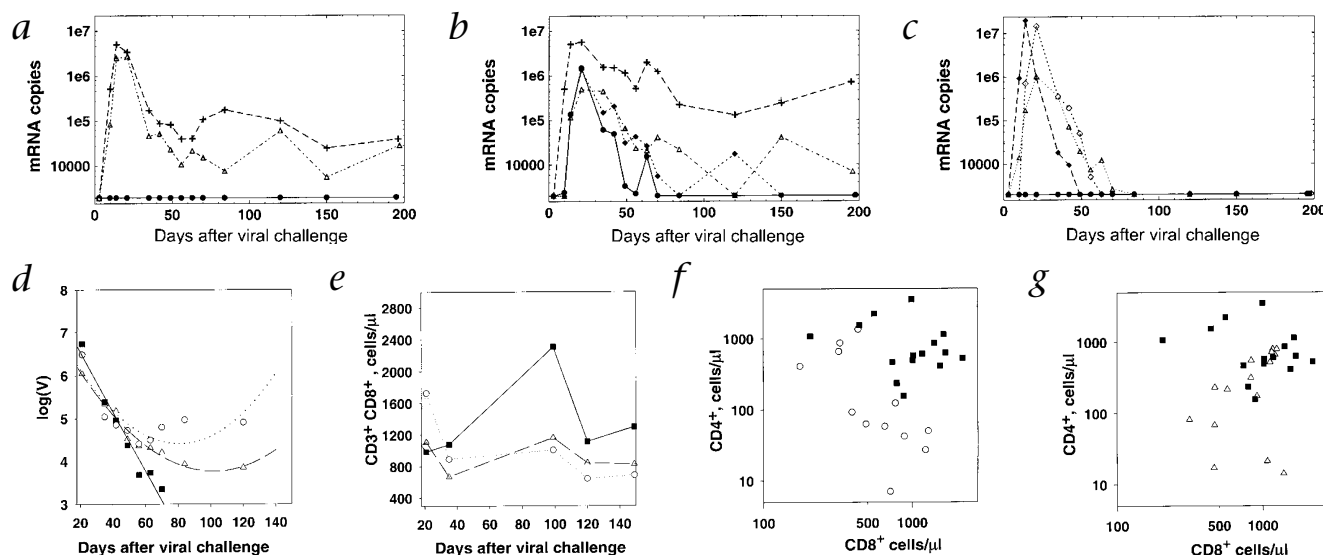 a
1e7
1e6
1e5
10000
mRNA copies
0 50 100 150 200
Days after viral challenge
b
1e7
1e6
1e5
10000
mRNA copies
0 50 100 150 200
Days after viral challenge
c
1e7
1e6
1e5
10000
mRNA copies
0 50 100 150 200
Days after viral challenge
d
8
7
6
5
4
3
log(V)
20 40 60 80 100 120 140
Days after viral challenge
e
2800
2400
2000
1600
1200
800
400
CD3⁺ CD8⁺, cells/µl
20 40 60 80 100 120 140
Days after viral challenge
f
1000
100
10
CD4⁺, cells/µl
100 500 1000
CD8⁺ cells/µl
g
1000
100
10
CD4⁺, cells/µl
100 500 1000
CD8⁺ cells/µl